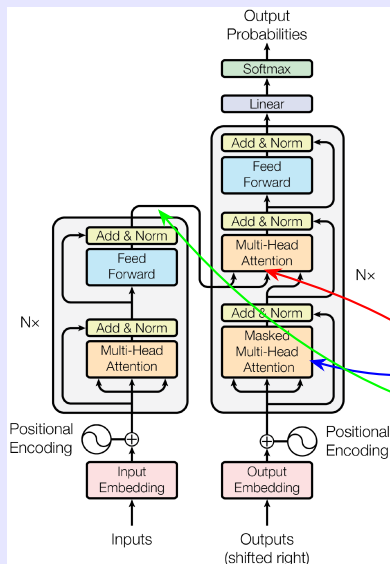 Output
Probabilities
Softmax
Linear
Add & Norm
Feed
Forward
Add & Norm
Multi-Head
Attention
Nx
Add & Norm
Masked
Multi-Head
Attention
Add & Norm
Feed
Forward
Nx
Add & Norm
Multi-Head
Attention
Positional
Encoding
Positional
Encoding
Input
Embedding
Output
Embedding
Inputs
Outputs
(shifted right)